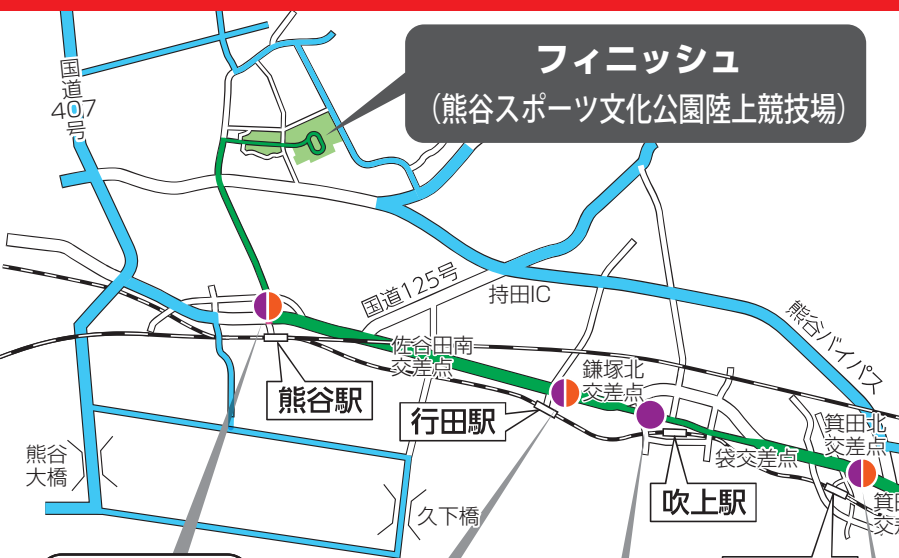 フィニッシュ
（熊谷スポーツ文化公園陸上競技場）
国道
407
号
国道125号
持田IC
熊谷バイパス
佐谷田南
交差点
鎌塚北
交差点
熊谷駅
行田駅
箕田北
交差点
袋交差点
熊谷
大橋
吹上駅
久下橋